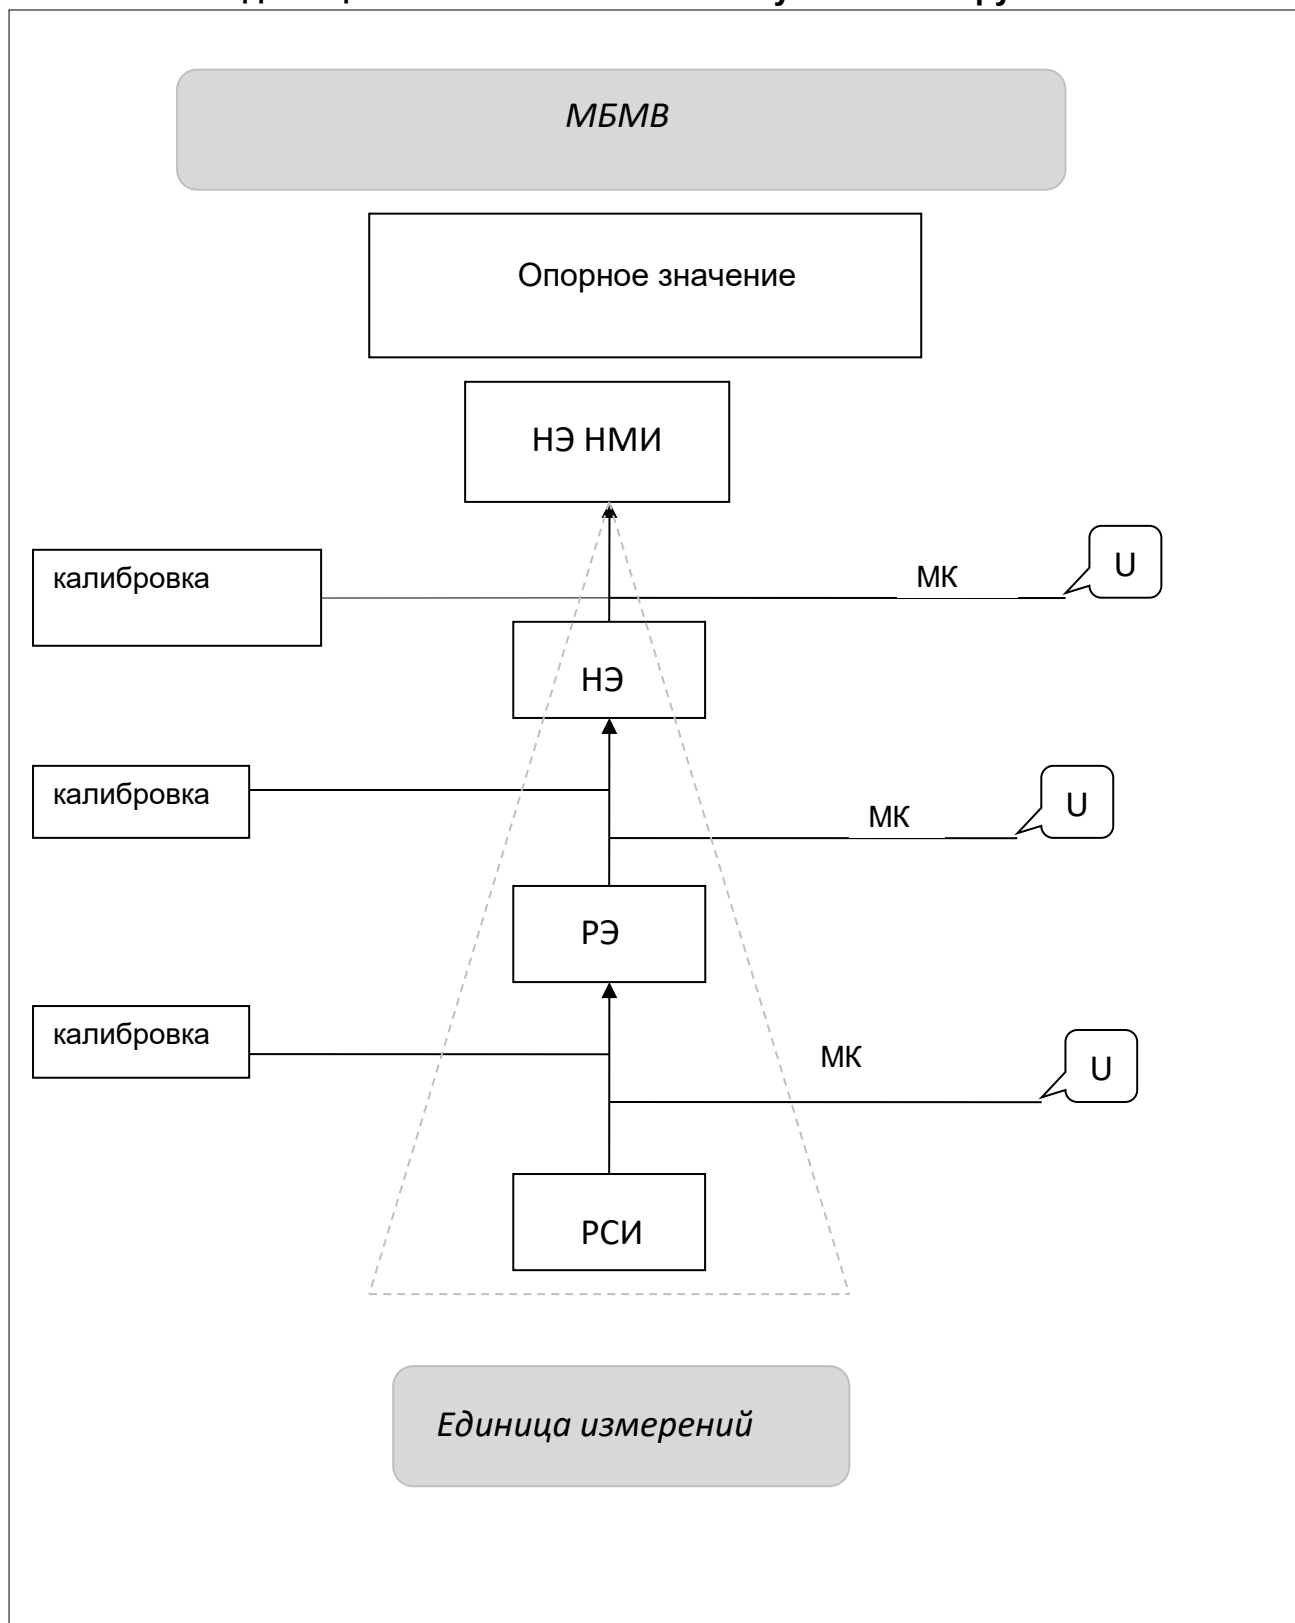 МБМВ
Опорное значение
НЭ НМИ
калибровка
МК
U
НЭ
калибровка
МК
U
РЭ
калибровка
МК
U
РСИ
Единица измерений